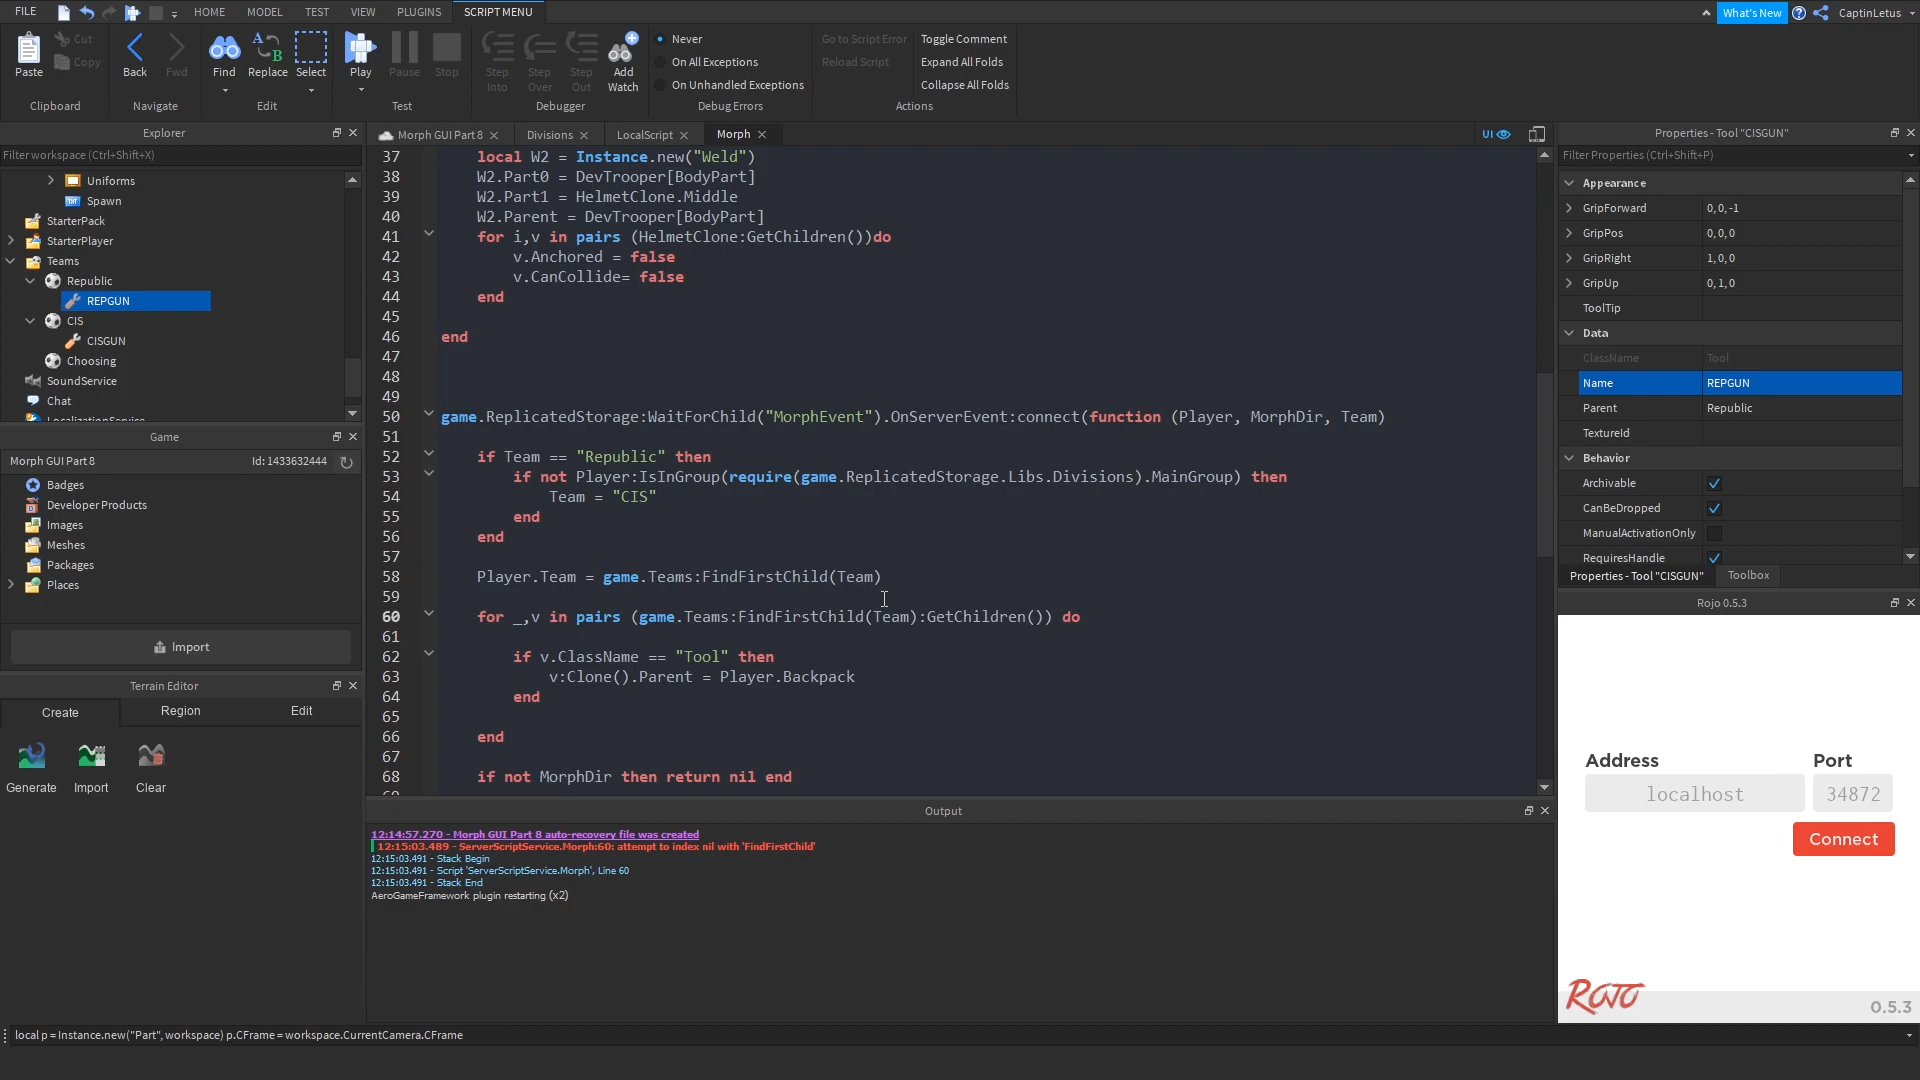 FILE
HOME
MODEL
TEST
VIEW
PLUGINS
SCRIPT MENU
What's New
CaptinLetus
Paste
Cut
Copy
Clipboard
Back
Fwd
Navigate
Find
Replace
Select
Edit
Play
Pause
Stop
Test
Step Into
Step Over
Step Out
Add Watch
Debugger
Never
On All Exceptions
On Unhandled Exceptions
Debug Errors
Go to Script Error
Reload Script
Toggle Comment
Expand All Folds
Collapse All Folds
Actions
Explorer
Filter workspace (Ctrl+Shift+X)
Uniforms
Spawn
StarterPack
StarterPlayer
Teams
Republic
REPGUN
CIS
CISGUN
Choosing
SoundService
Chat
LocalizationService
Game
Morph GUI Part 8
Id: 1433632444
Badges
Developer Products
Images
Meshes
Packages
Places
Import
Terrain Editor
Create
Region
Edit
Generate
Import
Clear
Morph GUI Part 8
Divisions
LocalScript
Morph
UI
37 local W2 = Instance.new("Weld")
38 W2.Part0 = DevTrooper[BodyPart]
39 W2.Part1 = HelmetClone.Middle
40 W2.Parent = DevTrooper[BodyPart]
41 for i,v in pairs (HelmetClone:GetChildren())do
42 v.Anchored = false
43 v.CanCollide= false
44 end
45
46 end
47
48
49
50 game.ReplicatedStorage:WaitForChild("MorphEvent").OnServerEvent:connect(function (Player, MorphDir, Team)
51
52 if Team == "Republic" then
53 if not Player:IsInGroup(require(game.ReplicatedStorage.Libs.Divisions).MainGroup) then
54 Team = "CIS"
55 end
56 end
57
58 Player.Team = game.Teams:FindFirstChild(Team)
59
60 for _,v in pairs (game.Teams:FindFirstChild(Team):GetChildren()) do
61
62 if v.ClassName == "Tool" then
63 v:Clone().Parent = Player.Backpack
64 end
65
66 end
67
68 if not MorphDir then return nil end
69
Output
12:14:57.270 - Morph GUI Part 8 auto-recovery file was created
12:15:03.489 - ServerScriptService.Morph:60: attempt to index nil with 'FindFirstChild'
12:15:03.491 - Stack Begin
12:15:03.491 - Script 'ServerScriptService.Morph', Line 60
12:15:03.491 - Stack End
AeroGameFramework plugin restarting (x2)
Properties - Tool "CISGUN"
Filter Properties (Ctrl+Shift+P)
Appearance
GripForward 0, 0, -1
GripPos 0, 0, 0
GripRight 1, 0, 0
GripUp 0, 1, 0
ToolTip
Data
ClassName Tool
Name REPGUN
Parent Republic
TextureId
Behavior
Archivable
CanBeDropped
ManualActivationOnly
RequiresHandle
Properties - Tool "CISGUN"
Toolbox
Rojo 0.5.3
Address
Port
localhost
34872
Connect
ROJO
0.5.3
local p = Instance.new("Part", workspace) p.CFrame = workspace.CurrentCamera.CFrame